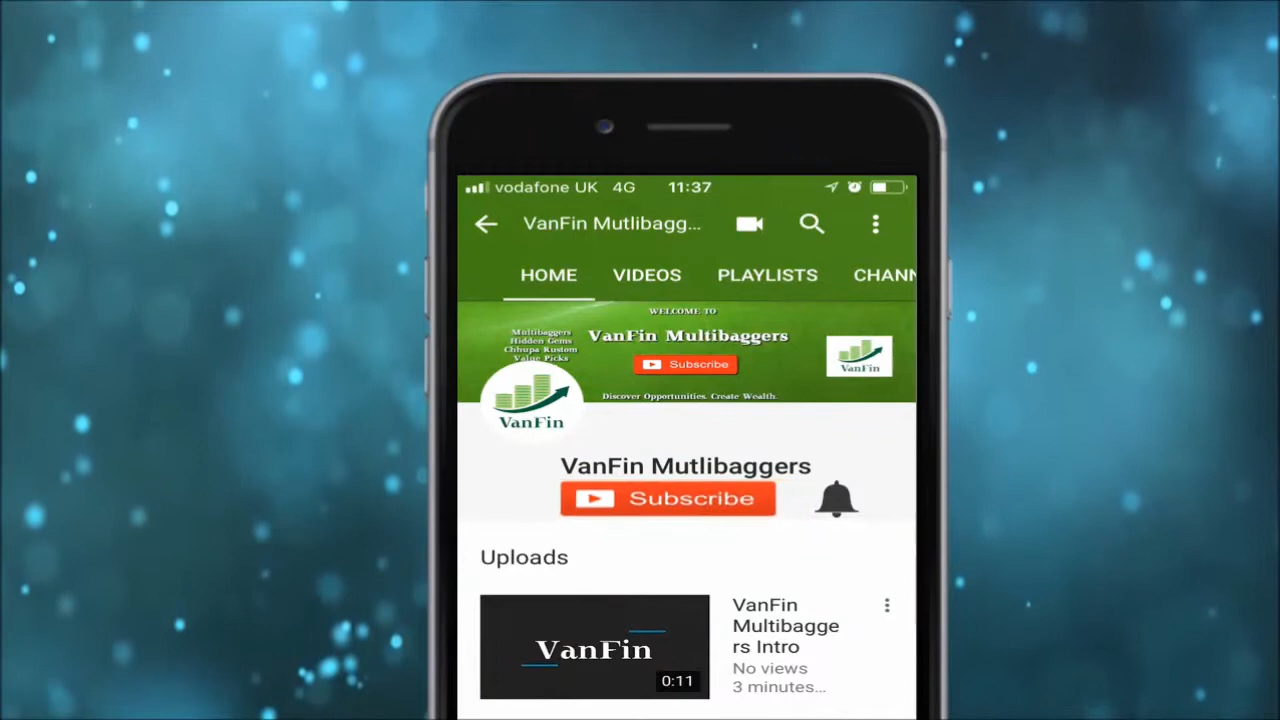 vodafone UK 4G 11:37
VanFin Mutlibagg...
HOME VIDEOS PLAYLISTS CHANN
WELCOME TO
VanFin Multibaggers
Subscribe
Discover Opportunities. Create Wealth.
Multibaggers
Hidden Gems
Chhupa Rustom
Value Picks
VanFin
VanFin
VanFin Mutlibaggers
Subscribe
Uploads
VanFin
0:11
VanFin
Multibagge
rs Intro
No views
3 minutes...